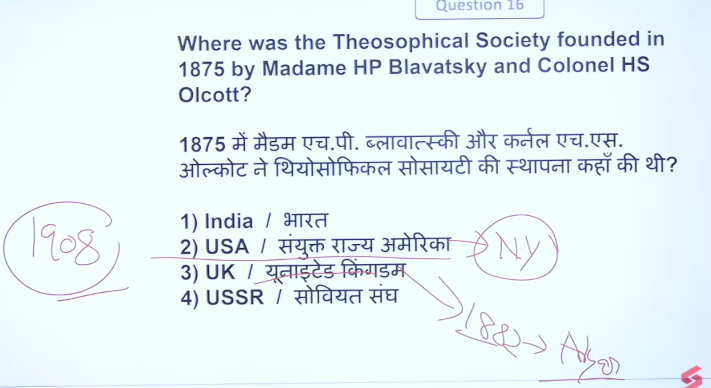 Question 16
Where was the Theosophical Society founded in
1875 by Madame HP Blavatsky and Colonel HS
Olcott?
1875 में मैडम एच.पी. ब्लावात्स्की और कर्नल एच.एस.
ओल्कोट ने थियोसोफिकल सोसायटी की स्थापना कहाँ की थी?
1) India / भारत
2) USA / संयुक्त राज्य अमेरिका
3) UK / यूनाइटेड किंगडम
4) USSR / सोवियत संघ
1908
NY